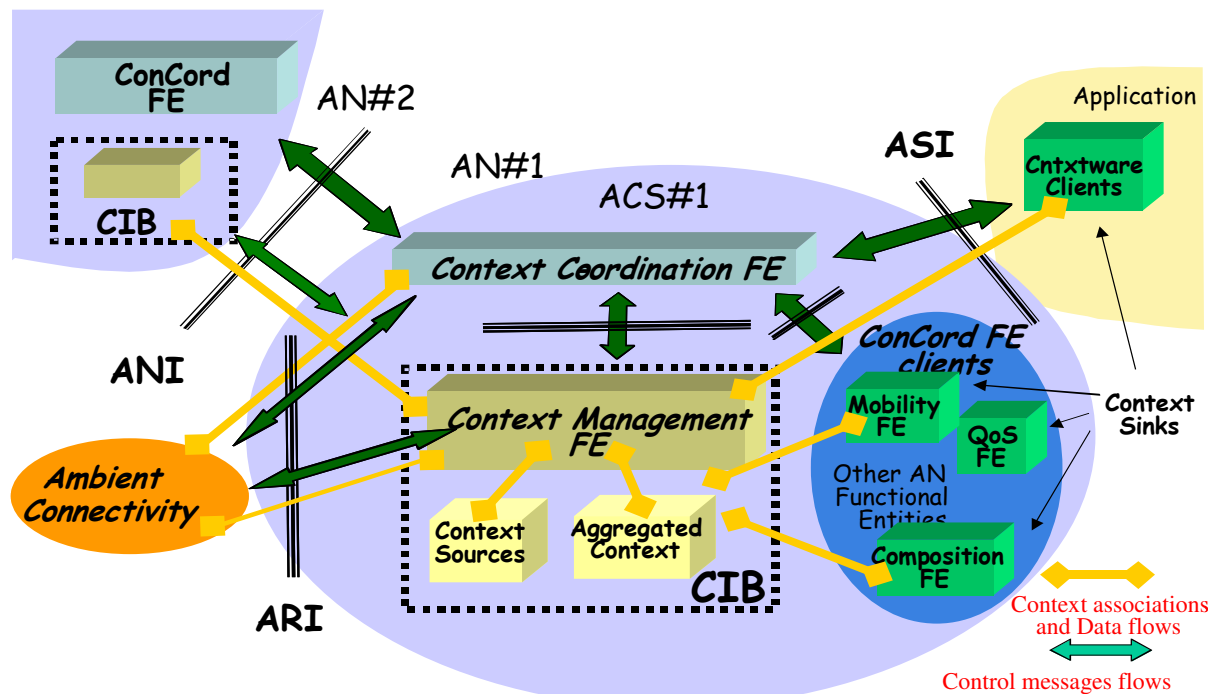 ConCord
FE
CIB
AN#2
AN#1
ACS#1
ASI
Application
Cntxtware
Clients
Context Coordination FE
ANI
ConCord FE
clients
Context Management
FE
Mobility
FE
QoS
FE
Context
Sinks
Ambient
Connectivity
Other AN
Functional
Entities
Context
Sources
Aggregated
Context
CIB
Composition
FE
ARI
Context associations
and Data flows
Control messages flows